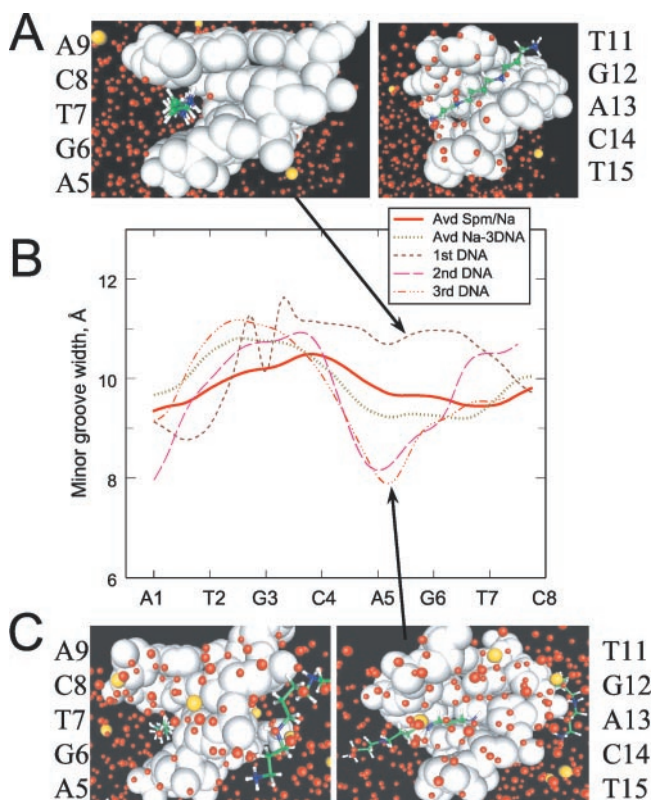 A
A9
C8
T7
G6
A5
T11
G12
A13
C14
T15
B
Avd Spm/Na
Avd Na-3DNA
1st DNA
2nd DNA
3rd DNA
Minor groove width, Å
12
10
8
6
A1 T2 G3 C4 A5 G6 T7 C8
C
A9
C8
T7
G6
A5
T11
G12
A13
C14
T15